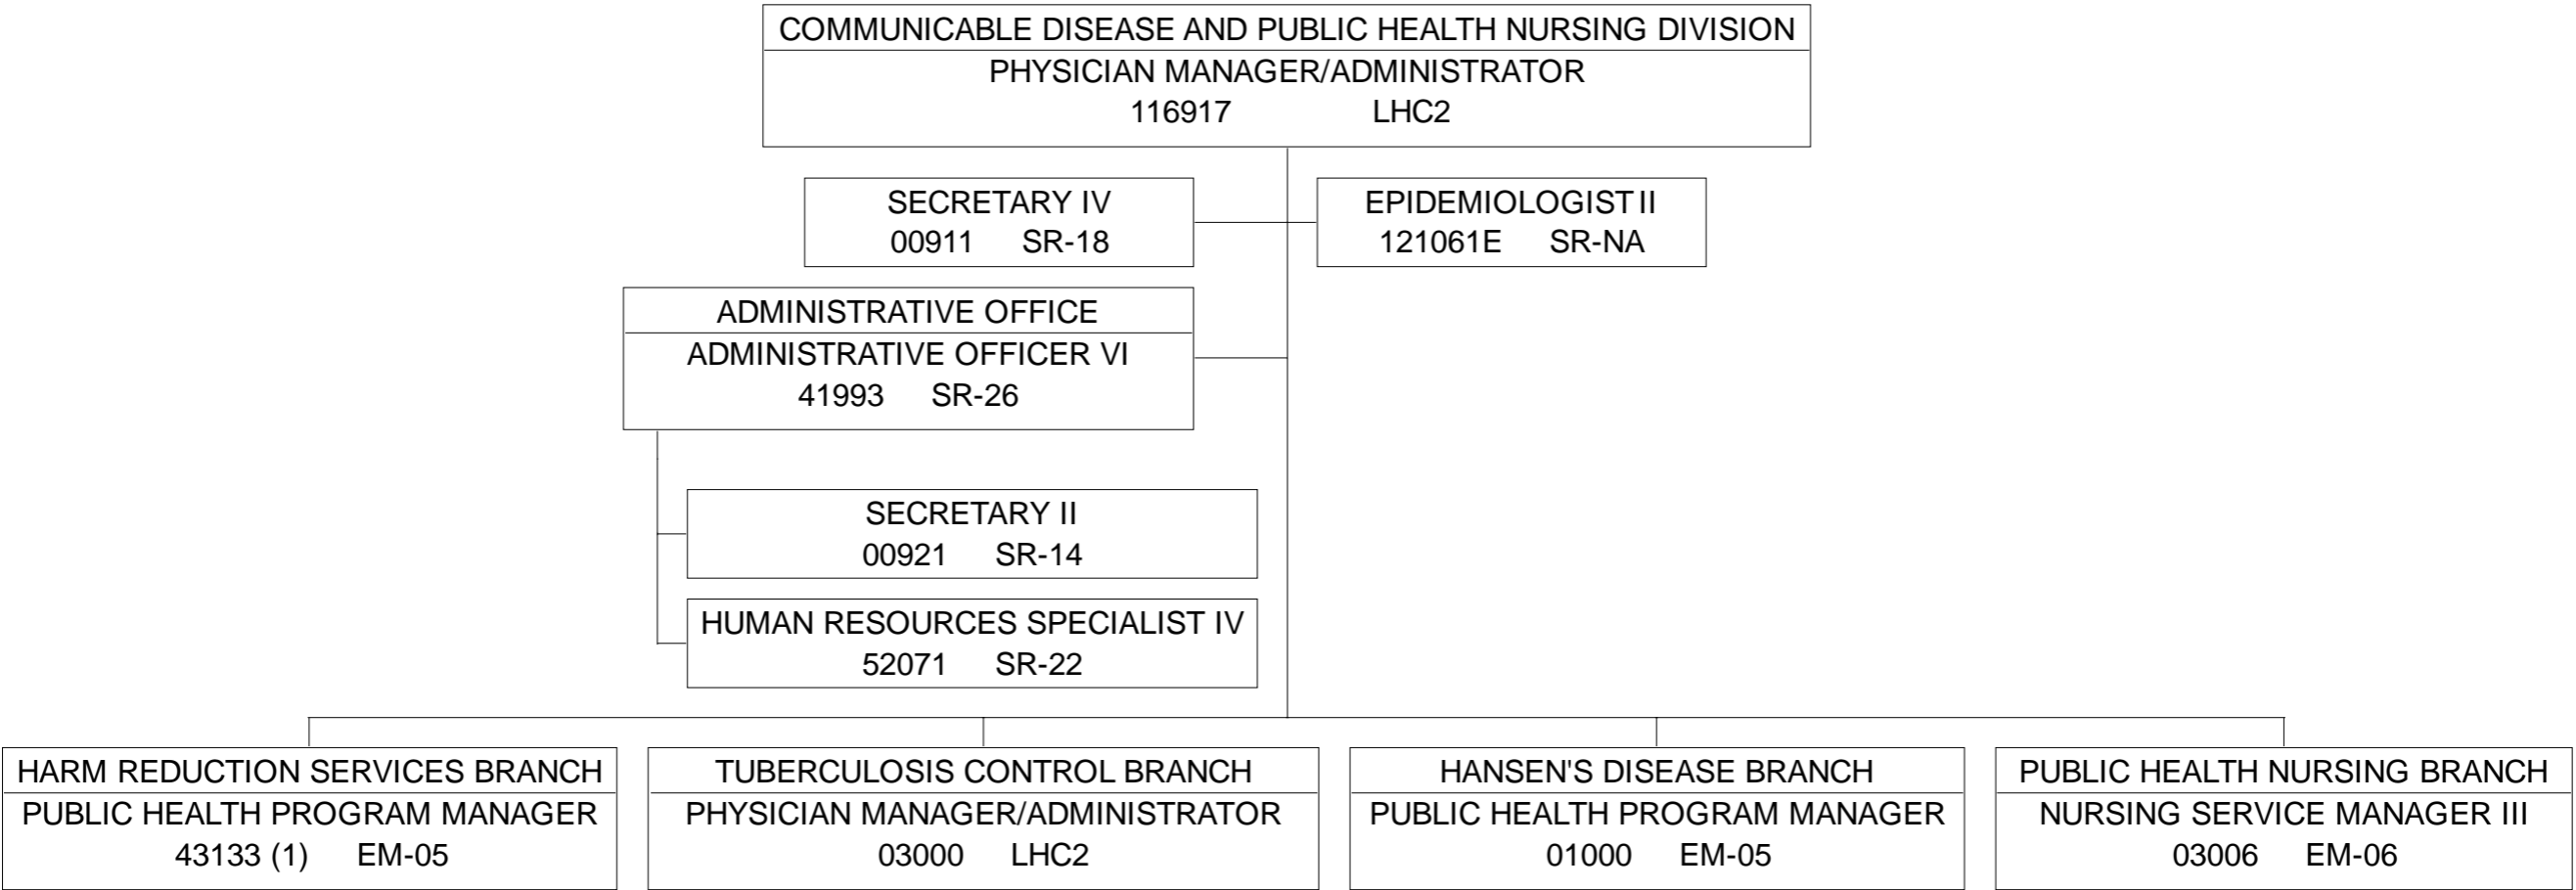 COMMUNICABLE DISEASE AND PUBLIC HEALTH NURSING DIVISION
PHYSICIAN MANAGER/ADMINISTRATOR
116917 LHC2
SECRETARY IV
00911 SR-18
EPIDEMIOLOGIST II
121061E SR-NA
ADMINISTRATIVE OFFICE
ADMINISTRATIVE OFFICER VI
41993 SR-26
SECRETARY II
00921 SR-14
HUMAN RESOURCES SPECIALIST IV
52071 SR-22
HARM REDUCTION SERVICES BRANCH
PUBLIC HEALTH PROGRAM MANAGER
43133 (1) EM-05
TUBERCULOSIS CONTROL BRANCH
PHYSICIAN MANAGER/ADMINISTRATOR
03000 LHC2
HANSEN'S DISEASE BRANCH
PUBLIC HEALTH PROGRAM MANAGER
01000 EM-05
PUBLIC HEALTH NURSING BRANCH
NURSING SERVICE MANAGER III
03006 EM-06